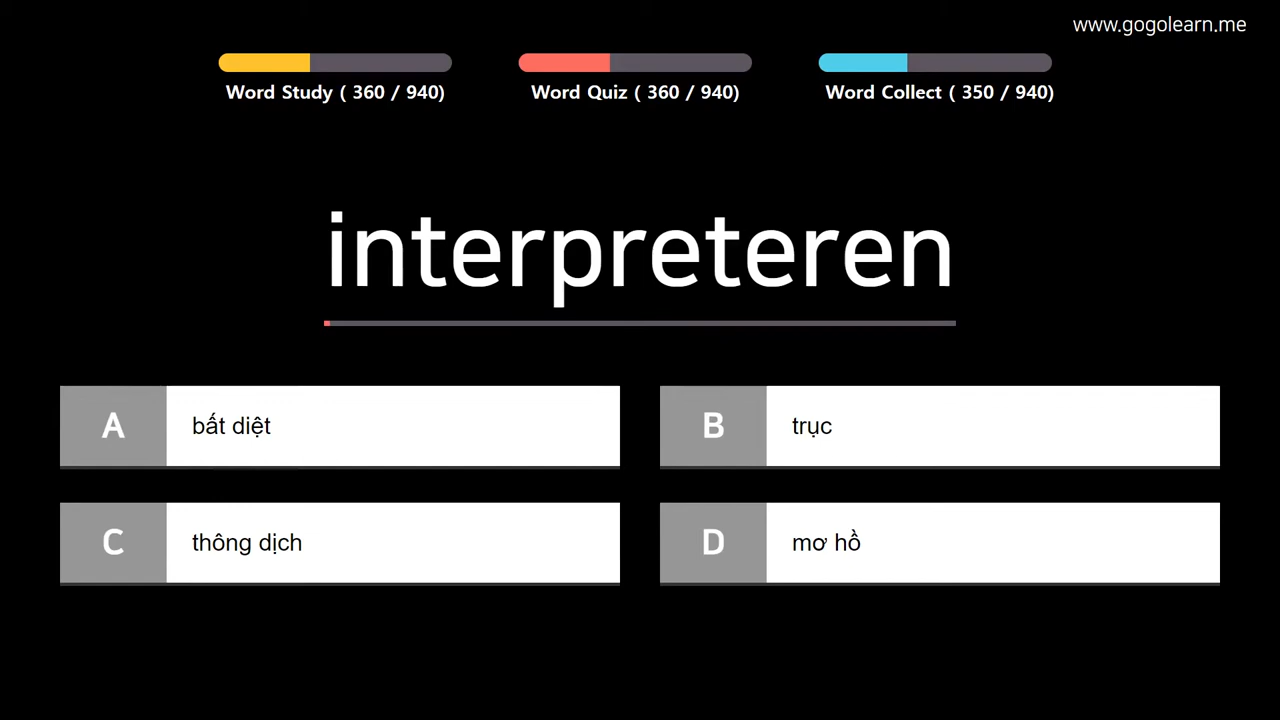 www.gogolearn.me
Word Study ( 360 / 940)
Word Quiz ( 360 / 940)
Word Collect ( 350 / 940)
interpreteren
A bất diệt
B trục
C thông dịch
D mơ hồ